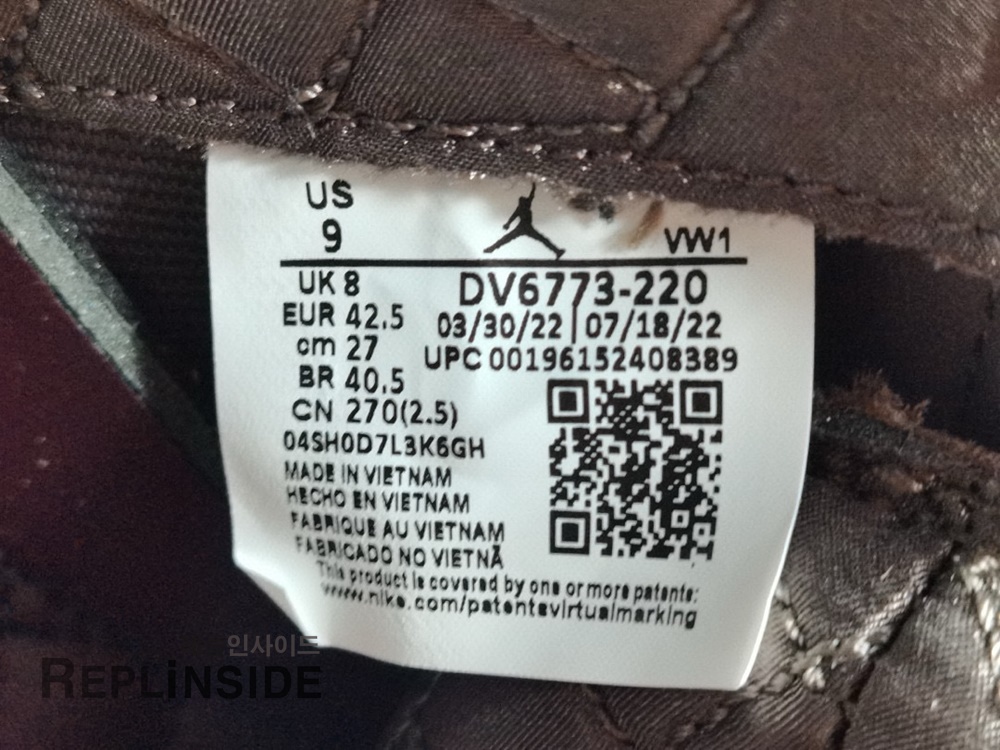 US
9
VW1
UK 8
EUR 42.5
cm 27
BR 40.5
CN 270(2.5)
DV6773-220
03/30/22 | 07/18/22
UPC 00196152408389
04SH0D7L3K6GH
MADE IN VIETNAM
HECHO EN VIETNAM
FABRIQUE AU VIETNAM
FABRICADO NO VIETNÃ
This product is covered by one or more patents:
www.nike.com/patentsvirtualmarking
인사이드
REPLINSIDE